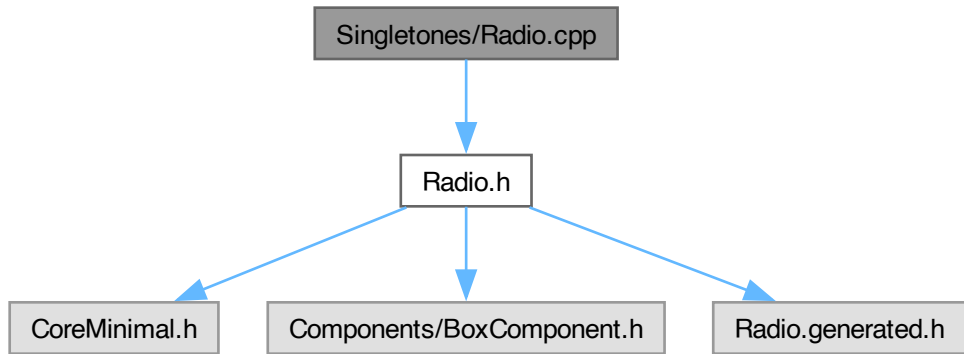 Singletones/Radio.cpp
Radio.h
CoreMinimal.h
Components/BoxComponent.h
Radio.generated.h